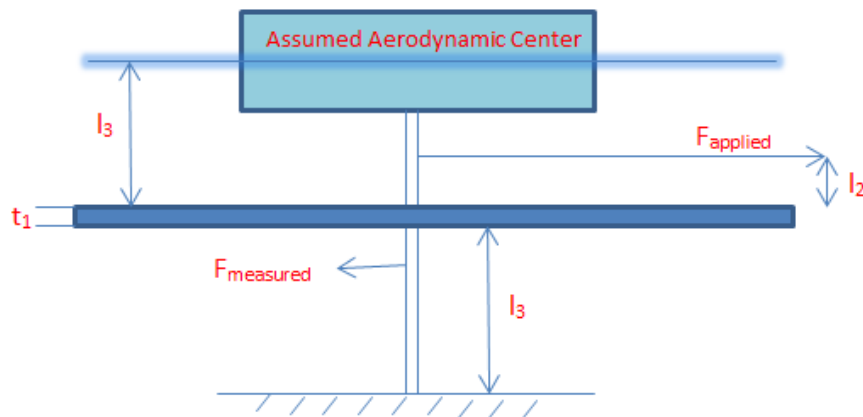 Assumed Aerodynamic Center
l3
Fapplied
l2
t1
Fmeasured
l3